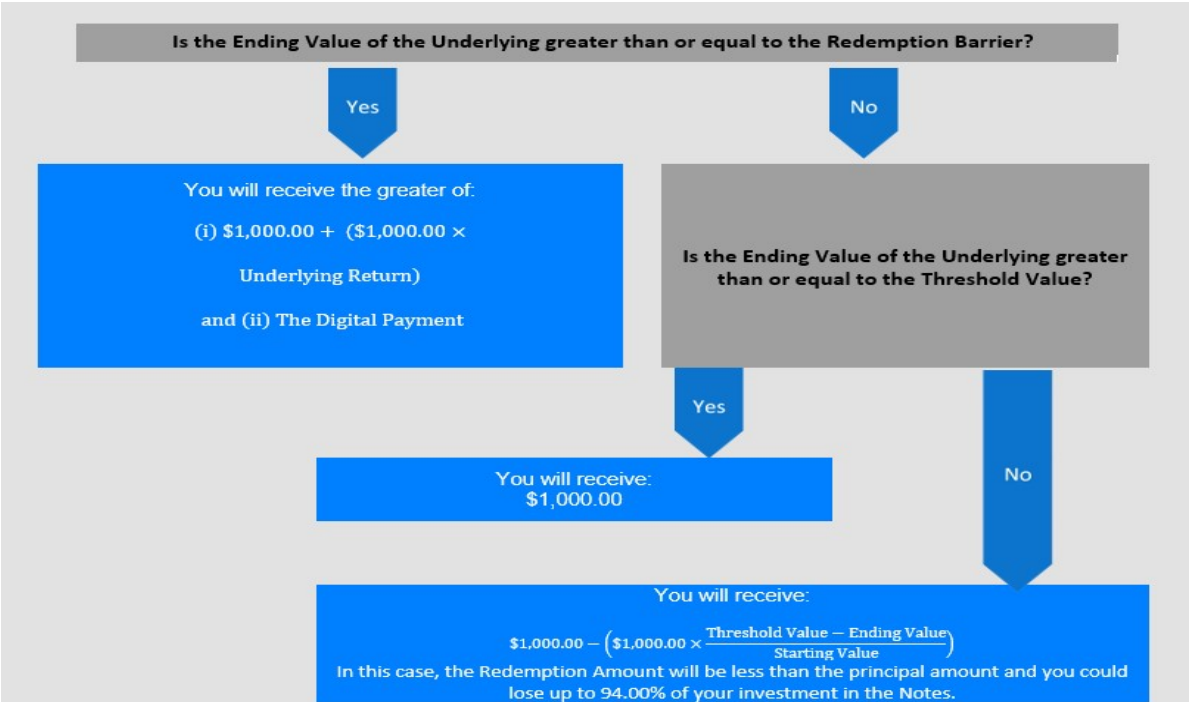 Is the Ending Value of the Underlying greater than or equal to the Redemption Barrier?
Yes
No
You will receive the greater of:
(i) $1,000.00 + ($1,000.00 ×
Underlying Return)
and (ii) The Digital Payment
Is the Ending Value of the Underlying greater
than or equal to the Threshold Value?
Yes
No
You will receive:
$1,000.00
You will receive:
$1,000.00 − ($1,000.00 × Threshold Value − Ending Value / Starting Value)
In this case, the Redemption Amount will be less than the principal amount and you could
lose up to 94.00% of your investment in the Notes.